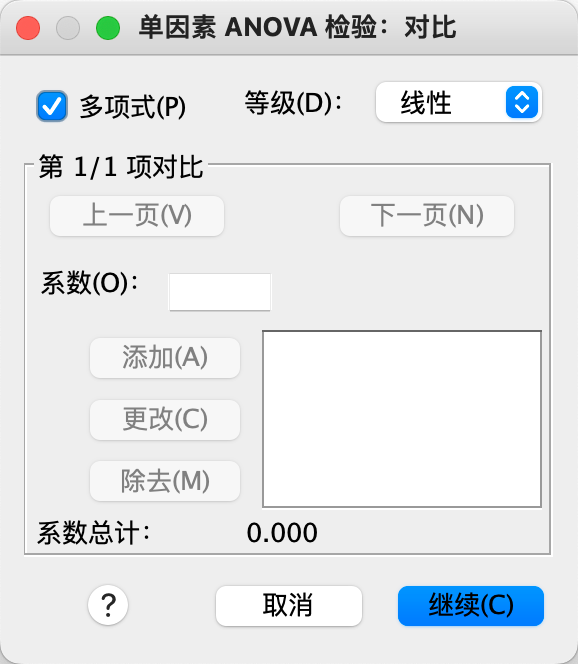 单因素 ANOVA 检验：对比
多项式(P) 等级(D)： 线性
第 1/1 项对比
上一页(V) 下一页(N)
系数(O)：
添加(A)
更改(C)
除去(M)
系数总计： 0.000
? 取消 继续(C)